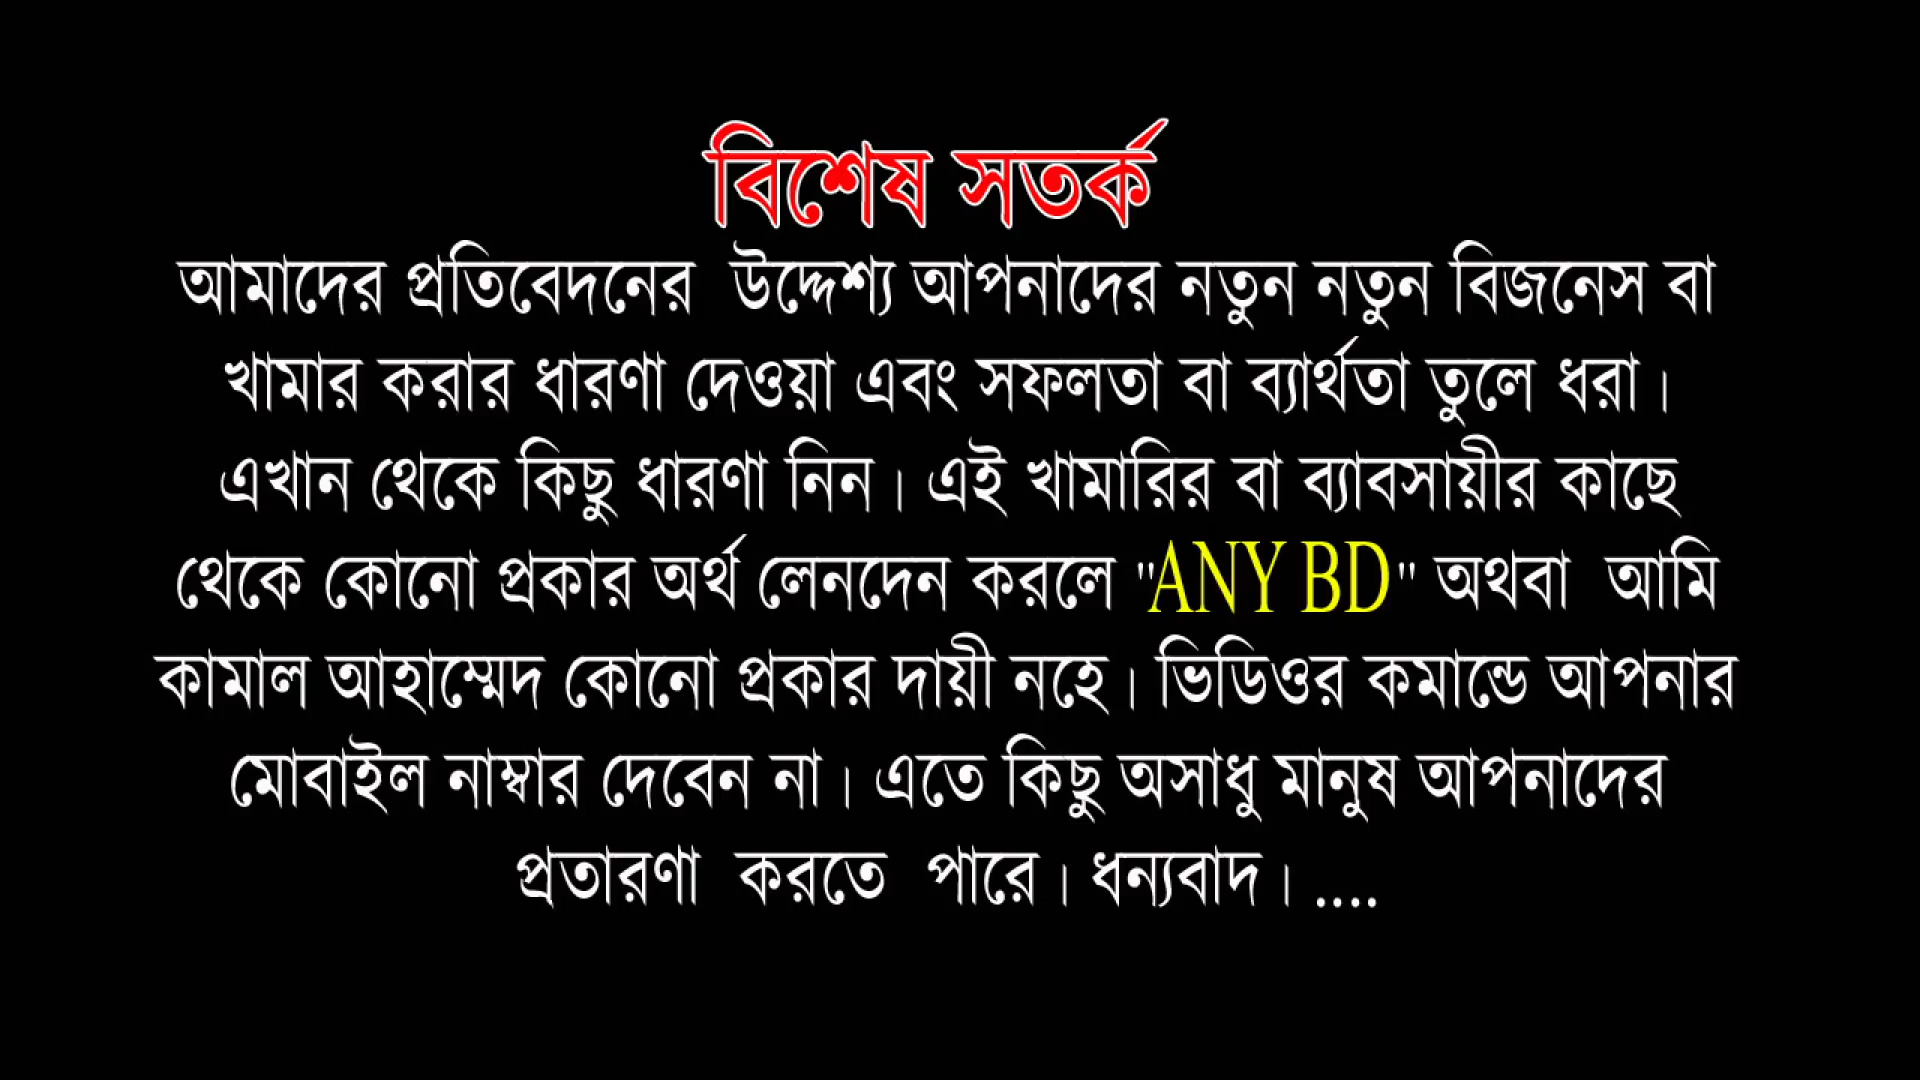 বিশেষ সতর্ক
আমাদের প্রতিবেদনের উদ্দেশ্য আপনাদের নতুন নতুন বিজনেস বা
খামার করার ধারণা দেওয়া এবং সফলতা বা ব্যার্থতা তুলে ধরা।
এখান থেকে কিছু ধারণা নিন। এই খামারির বা ব্যাবসায়ীর কাছে
থেকে কোনো প্রকার অর্থ লেনদেন করলে "ANY BD" অথবা আমি
কামাল আহাম্মেদ কোনো প্রকার দায়ী নহে। ভিডিওর কমান্ডে আপনার
মোবাইল নাম্বার দেবেন না। এতে কিছু অসাধু মানুষ আপনাদের
প্রতারণা করতে পারে। ধন্যবাদ। ....